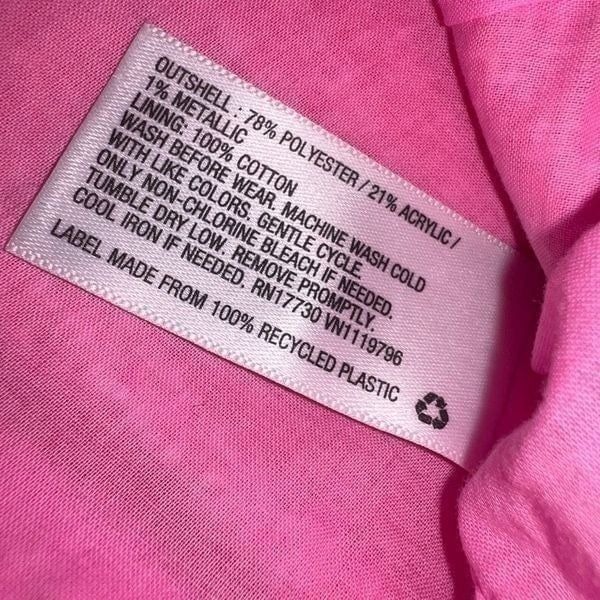 OUTSHELL : 78% POLYESTER / 21% ACRYLIC /
1% METALLIC
LINING: 100% COTTON
WASH BEFORE WEAR. MACHINE WASH COLD
WITH LIKE COLORS. GENTLE CYCLE.
ONLY NON-CHLORINE BLEACH IF NEEDED.
TUMBLE DRY LOW. REMOVE PROMPTLY.
COOL IRON IF NEEDED. RN17730 VN1119796
LABEL MADE FROM 100% RECYCLED PLASTIC